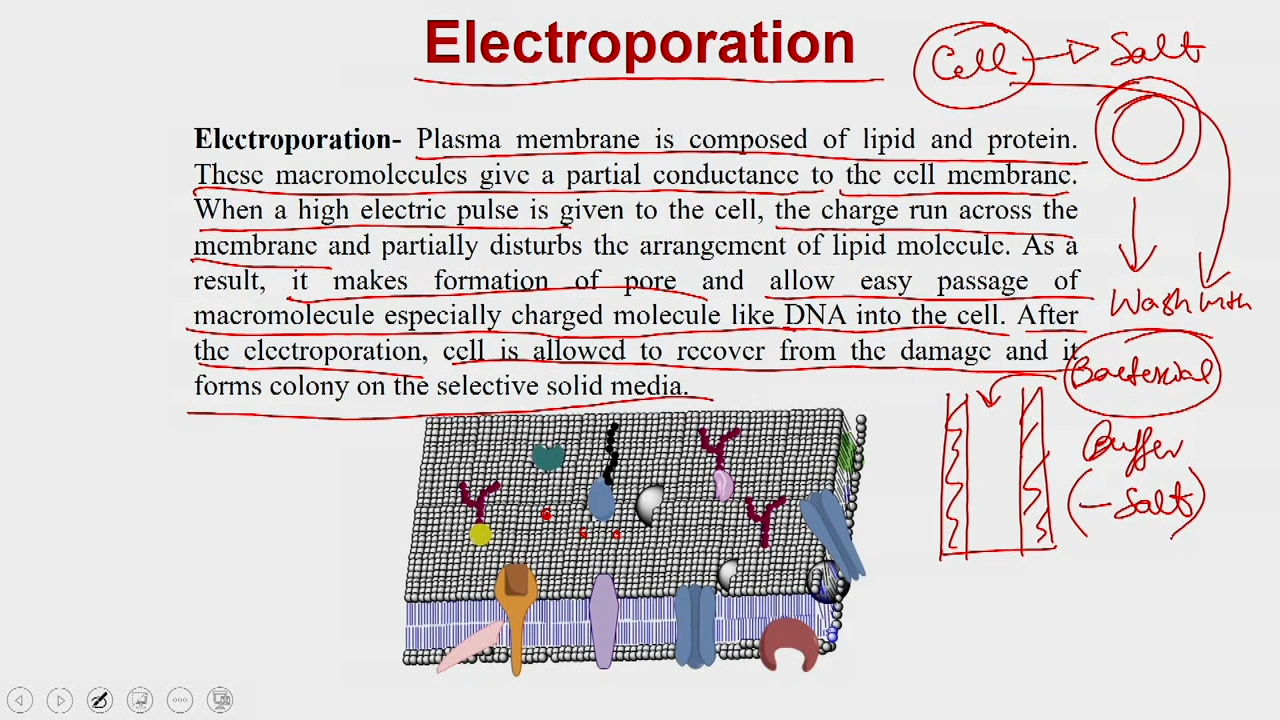 Electroporation
Cell
Salt
Electroporation- Plasma membrane is composed of lipid and protein.
These macromolecules give a partial conductance to the cell membrane.
When a high electric pulse is given to the cell, the charge run across the
membrane and partially disturbs the arrangement of lipid molecule. As a
result, it makes formation of pore and allow easy passage of
macromolecule especially charged molecule like DNA into the cell. After
the electroporation, cell is allowed to recover from the damage and it
forms colony on the selective solid media.
Wash with
Bacterial
Buffer
(-Salt)